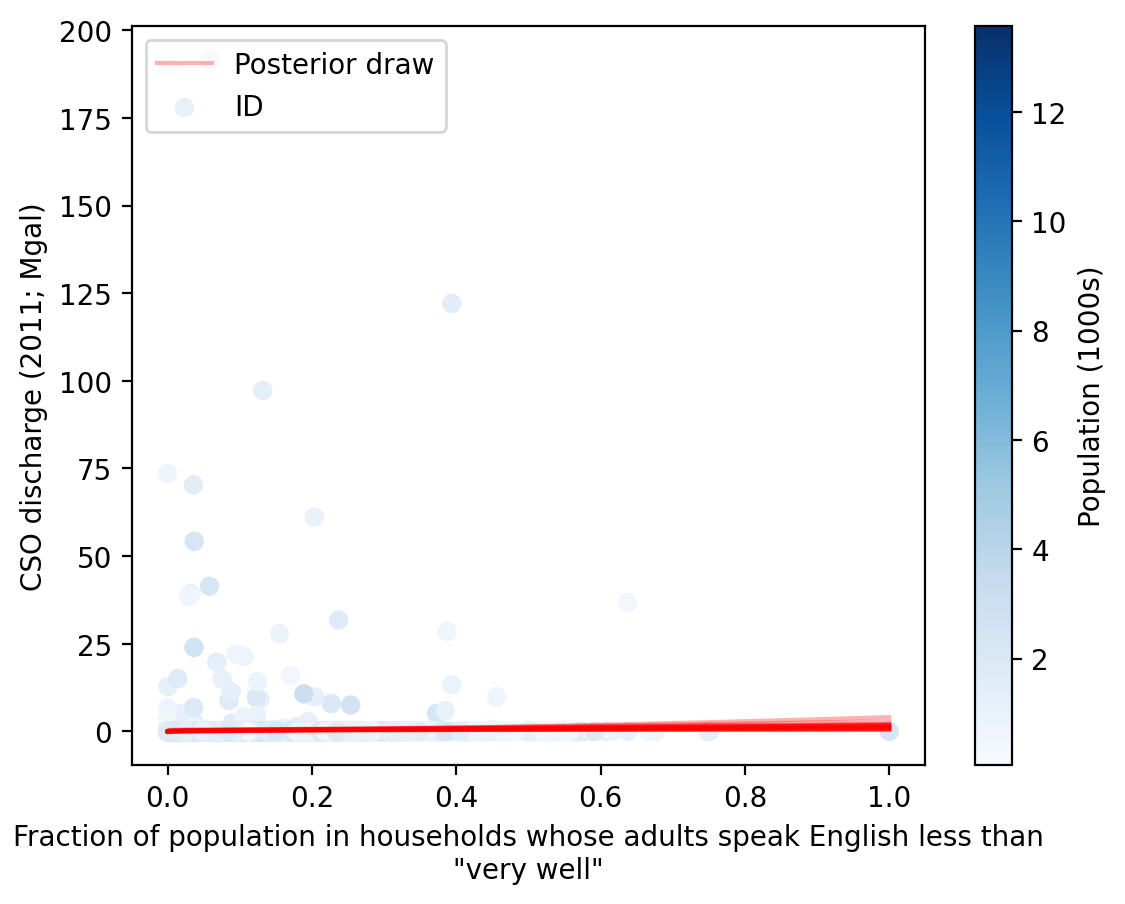 200
175
150
125
100
75
50
25
0
CSO discharge (2011; Mgal)
Posterior draw
ID
0.0 0.2 0.4 0.6 0.8 1.0
Fraction of population in households whose adults speak English less than
"very well"
12
10
8
6
4
2
Population (1000s)